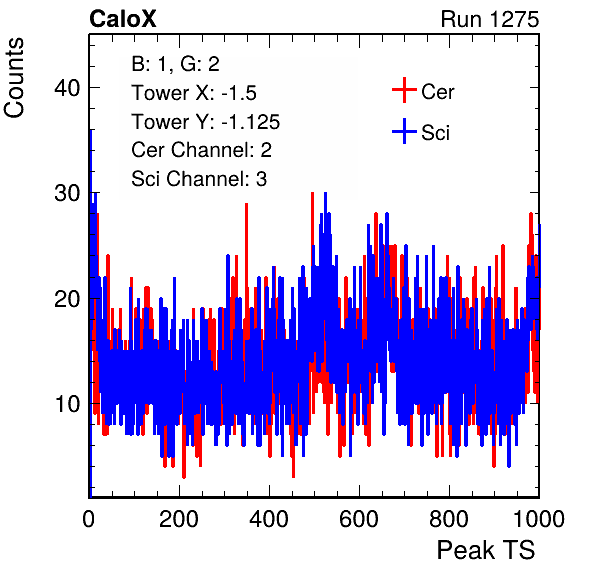 CaloX Run 1275
Counts
B: 1, G: 2
Tower X: -1.5
Tower Y: -1.125
Cer Channel: 2
Sci Channel: 3
Cer
Sci
40
30
20
10
0 200 400 600 800 1000
Peak TS